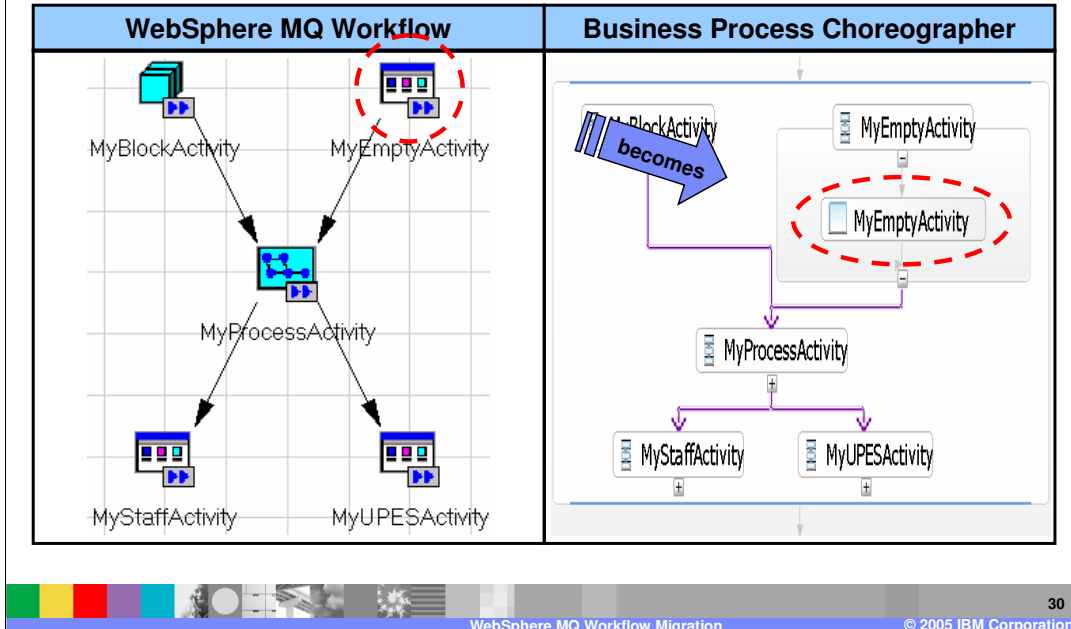 WebSphere MQ Workflow
Business Process Choreographer
MyBlockActivity
MyEmptyActivity
MyProcessActivity
MyStaffActivity
MyUPESActivity
MyBlockActivity
becomes
MyEmptyActivity
MyEmptyActivity
MyProcessActivity
MyStaffActivity
MyUPESActivity
30
WebSphere MQ Workflow Migration
© 2005 IBM Corporation